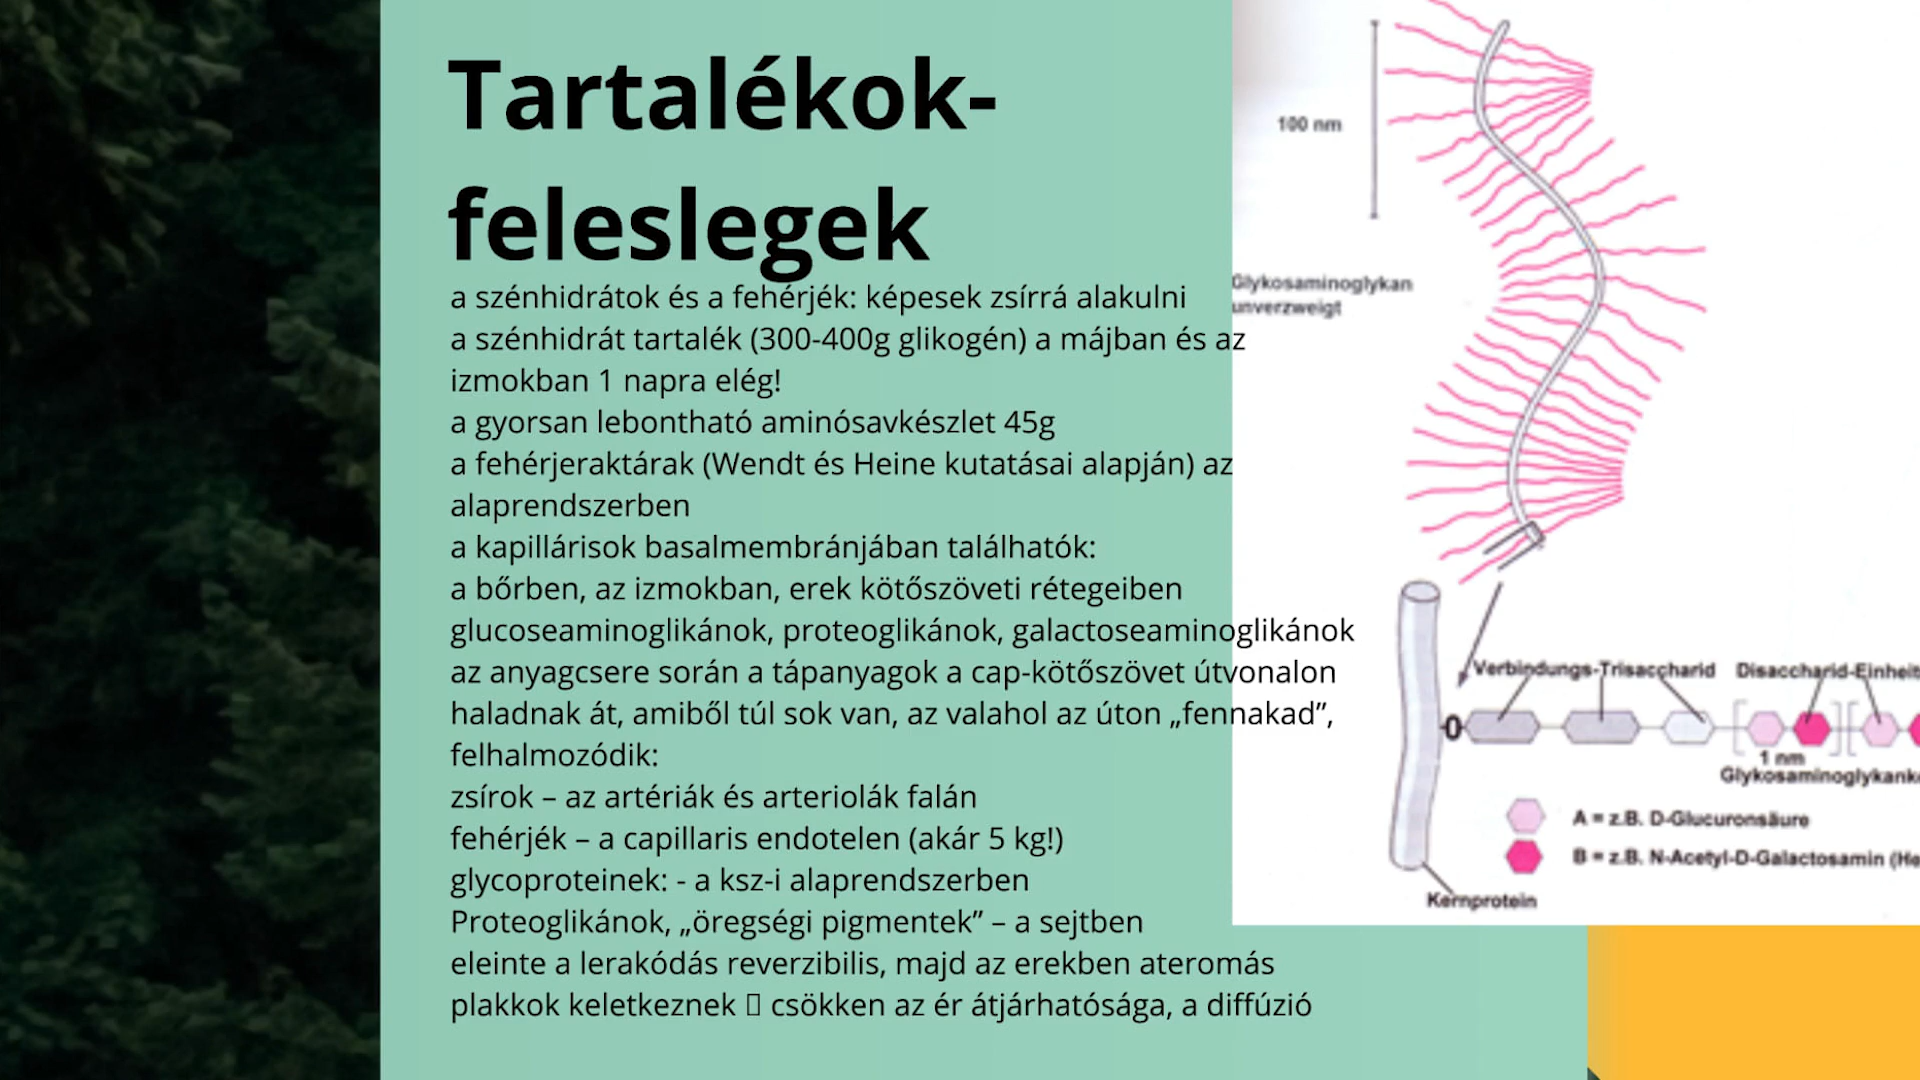 Tartalékok-
feleslegek
a szénhidrátok és a fehérjék: képesek zsírrá alakulni
a szénhidrát tartalék (300-400g glikogén) a májban és az
izmokban 1 napra elég!
a gyorsan lebontható aminósavkészlet 45g
a fehérjeraktárak (Wendt és Heine kutatásai alapján) az
alaprendszerben
a kapillárisok basalmembránjában találhatók:
a bőrben, az izmokban, erek kötőszöveti rétegeiben
glucoseaminoglikánok, proteoglikánok, galactoseaminoglikánok
az anyagcsere során a tápanyagok a cap-kötőszövet útvonalon
haladnak át, amiből túl sok van, az valahol az úton „fennakad”,
felhalmozódik:
zsírok – az artériák és arteriolák falán
fehérjék – a capillaris endotelen (akár 5 kg!)
glycoproteinek: - a ksz-i alaprendszerben
Proteoglikánok, „öregségi pigmentek” – a sejtben
eleinte a lerakódás reverzibilis, majd az erekben ateromás
plakkok keletkeznek csökken az ér átjárhatósága, a diffúzió
100 nm
Glykosaminoglykan
unverzweigt
Verbindungs-Trisaccharid
Disaccharid-Einheit
O
1 nm
Glykosaminoglykank
A = z.B. D-Glucuronsäure
B = z.B. N-Acetyl-D-Galactosamin (He
Kernprotein